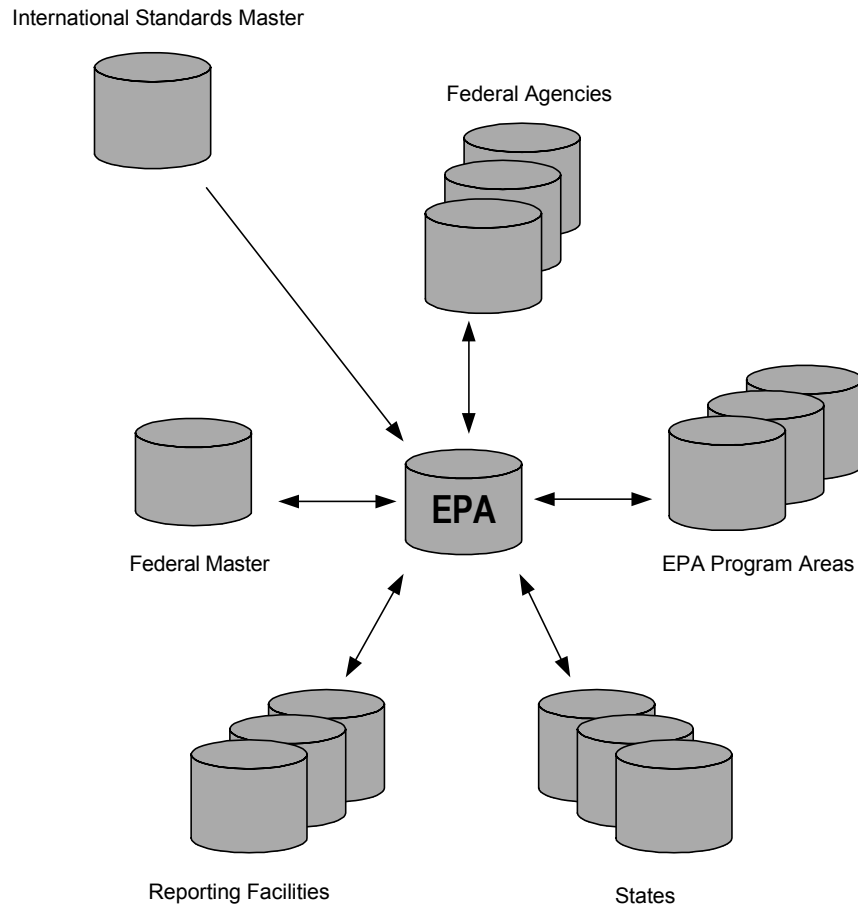 International Standards Master
Federal Agencies
EPA
Federal Master
EPA Program Areas
Reporting Facilities
States